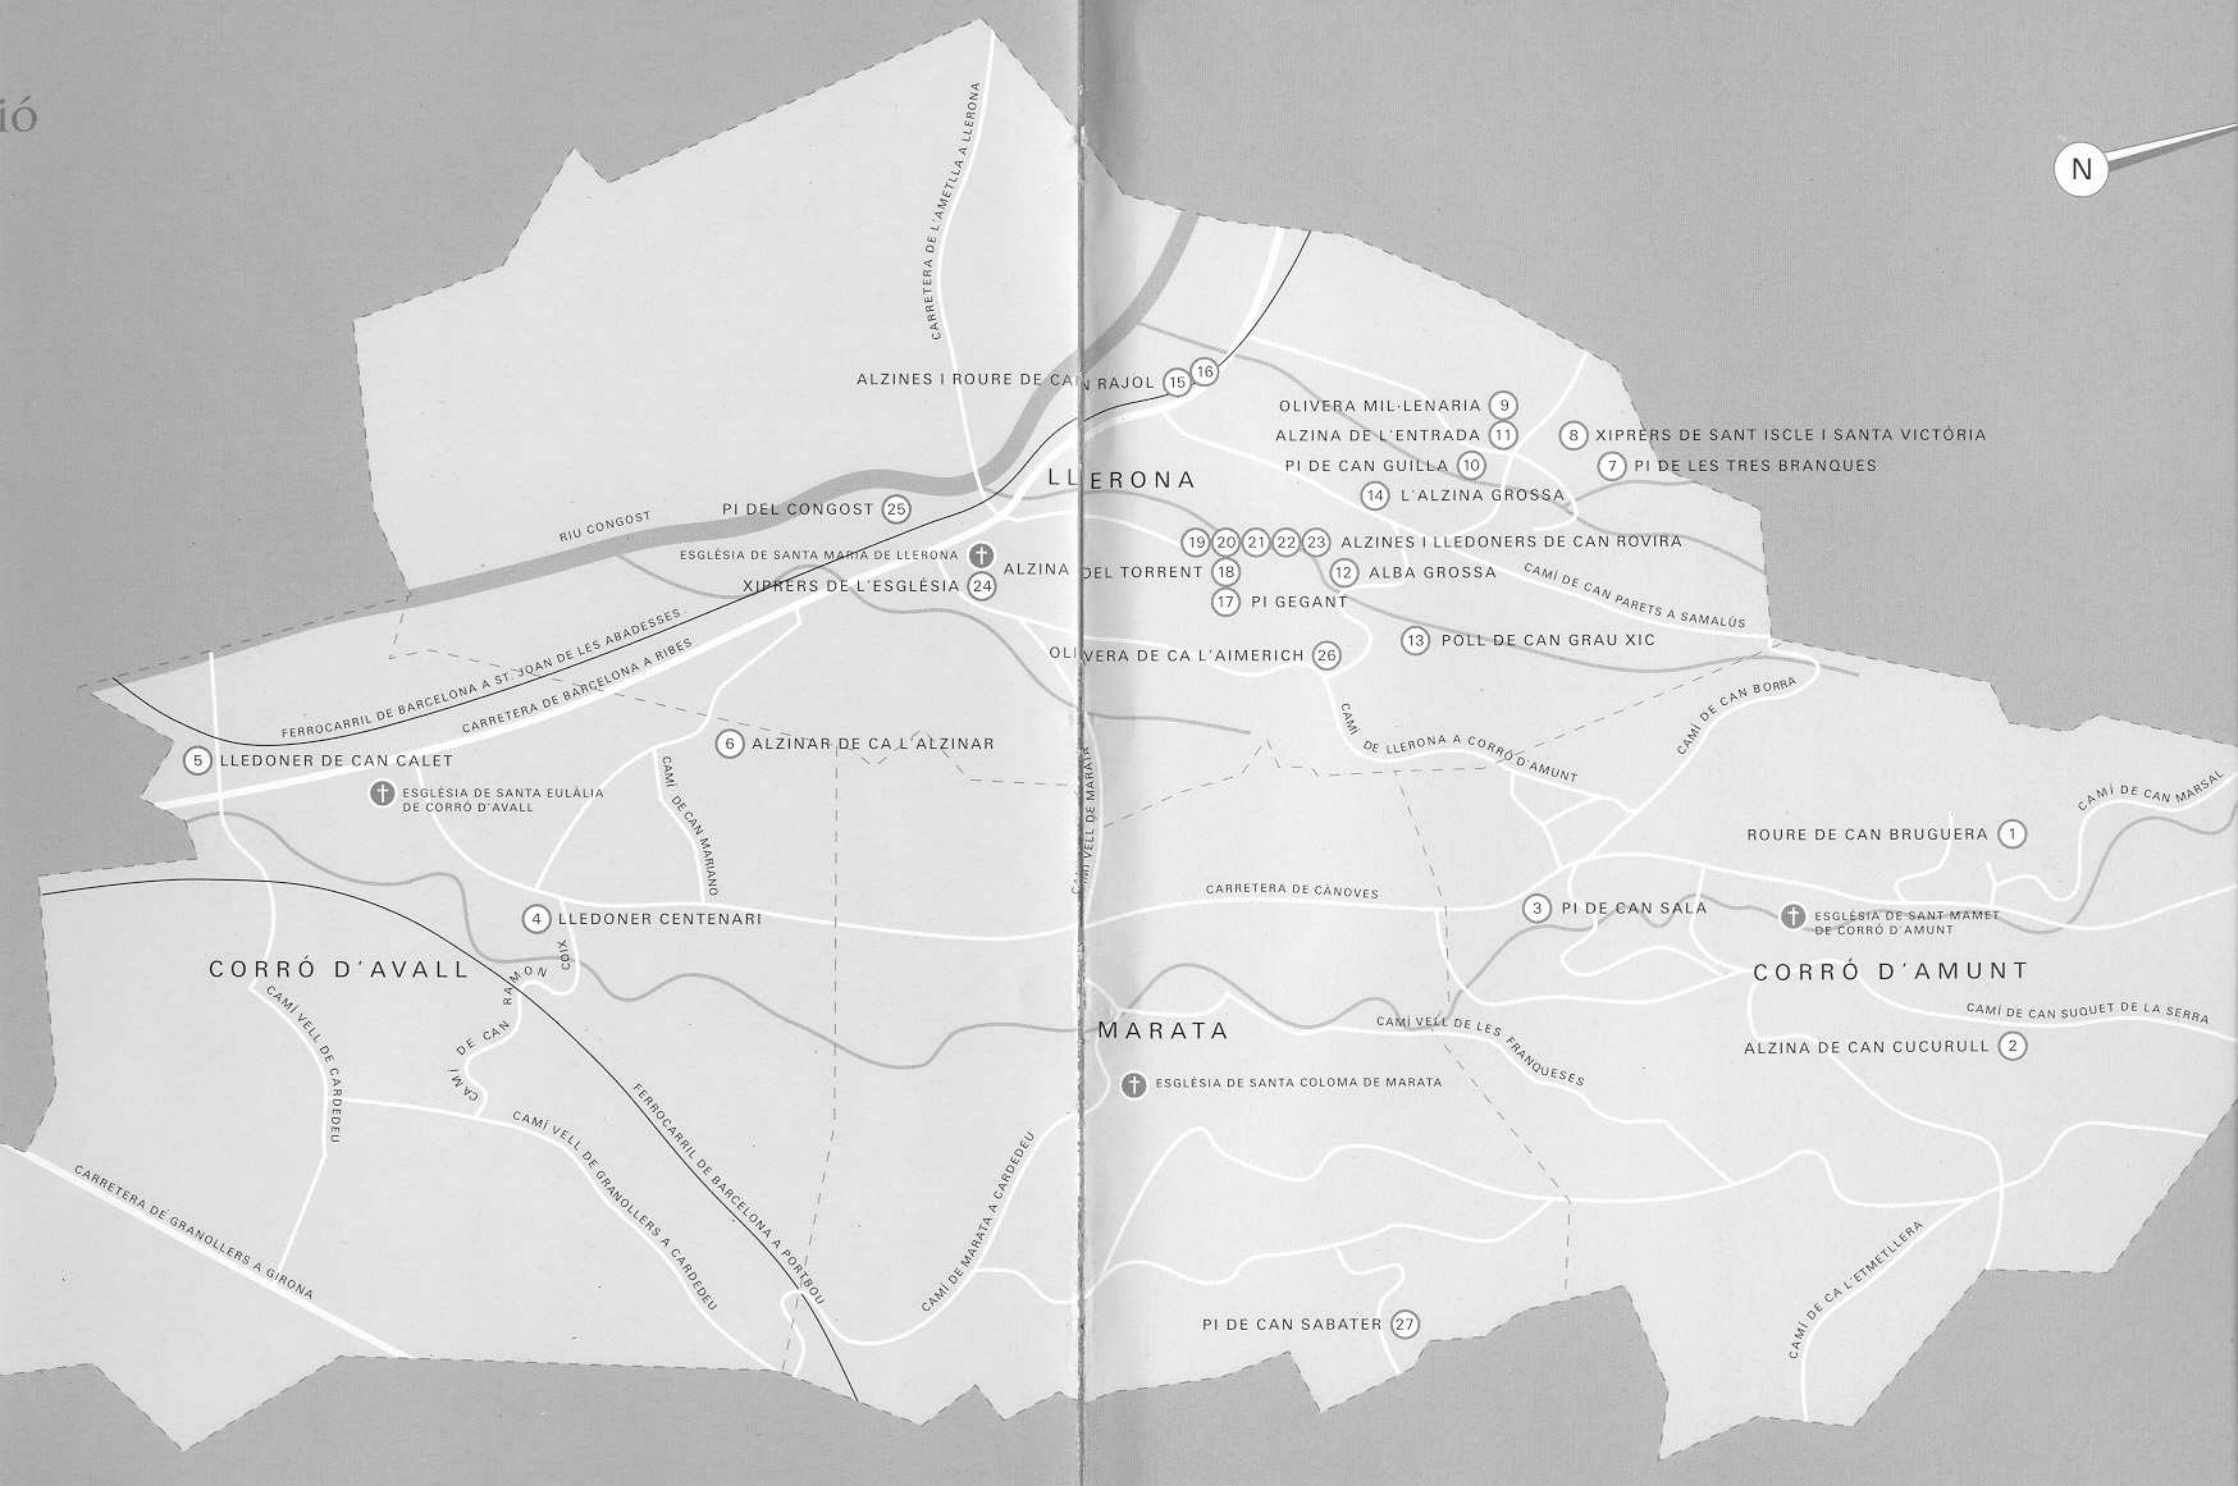 ió
N
CARRETERA DE L'AMETLLA A LLERONA
ALZINES I ROURE DE CAN RAJOL 15 16
OLIVERA MIL·LENARIA 9
ALZINA DE L'ENTRADA 11
8 XIPRERS DE SANT ISCLE I SANTA VICTÒRIA
PI DE CAN GUILLA 10
7 PI DE LES TRES BRANQUES
LLERONA
14 L'ALZINA GROSSA
PI DEL CONGOST 25
RIU CONGOST
19 20 21 22 23 ALZINES I LLEDONERS DE CAN ROVIRA
ESGLÉSIA DE SANTA MARIA DE LLERONA
ALZINA DEL TORRENT 18
12 ALBA GROSSA
CAMÍ DE CAN PARETS A SAMALÚS
XIPRERS DE L'ESGLÉSIA 24
17 PI GEGANT
13 POLL DE CAN GRAU XIC
OLIVERA DE CA L'AIMERICH 26
FERROCARRIL DE BARCELONA A ST. JOAN DE LES ABADESSES
CARRETERA DE BARCELONA A RIBES
CAMÍ DE CAN BORRA
CAMÍ DE LLERONA A CORRÓ D'AMUNT
6 ALZINAR DE CA L'ALZINAR
5 LLEDONER DE CAN CALET
ESGLÉSIA DE SANTA EULÀLIA
DE CORRÓ D'AVALL
CAMÍ DE CAN MARIANO
CAMÍ VELL DE MARATA
CAMÍ DE CAN MARSAL
ROURE DE CAN BRUGUERA 1
CARRETERA DE CÀNOVES
3 PI DE CAN SALA
ESGLÉSIA DE SANT MAMET
DE CORRÓ D'AMUNT
4 LLEDONER CENTENARI
CORRÓ D'AVALL
CAMÍ DE CAN RAMON COIX
CORRÓ D'AMUNT
CAMÍ DE CAN SUQUET DE LA SERRA
MARATA
CAMÍ VELL DE LES FRANQUESES
ALZINA DE CAN CUCURULL 2
ESGLÉSIA DE SANTA COLOMA DE MARATA
CAMÍ VELL DE CARDEDEU
CAMÍ VELL DE GRANOLLERS A CARDEDEU
FERROCARRIL DE BARCELONA A PORTBOU
CARRETERA DE GRANOLLERS A GIRONA
CAMÍ DE MARATA A CARDEDEU
CAMÍ DE CA L'ETMETLLERA
PI DE CAN SABATER 27